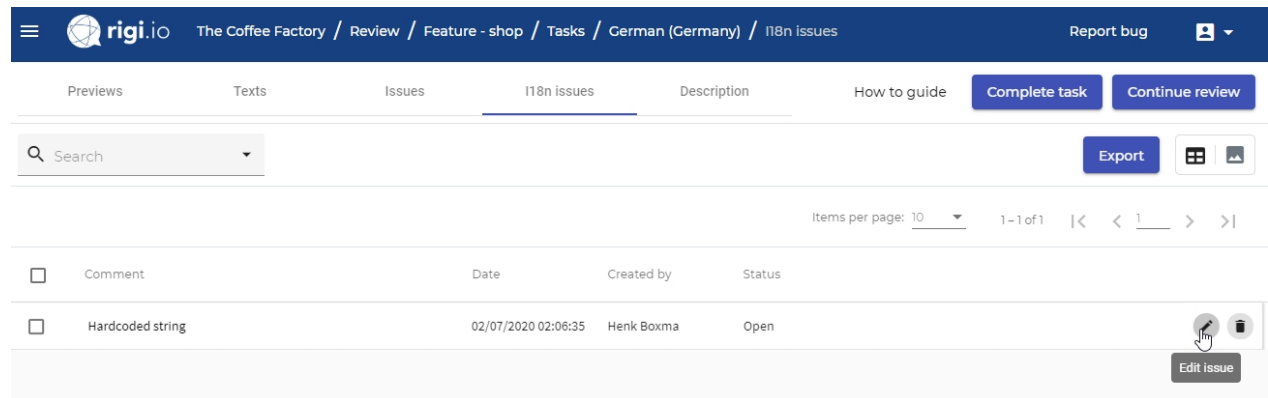 rigi.io The Coffee Factory / Review / Feature - shop / Tasks / German (Germany) / I18n issues Report bug
Previews Texts Issues I18n issues Description How to guide Complete task Continue review
Search Export
Items per page: 10 1 – 1 of 1 1
Comment Date Created by Status
Hardcoded string 02/07/2020 02:06:35 Henk Boxma Open
Edit issue